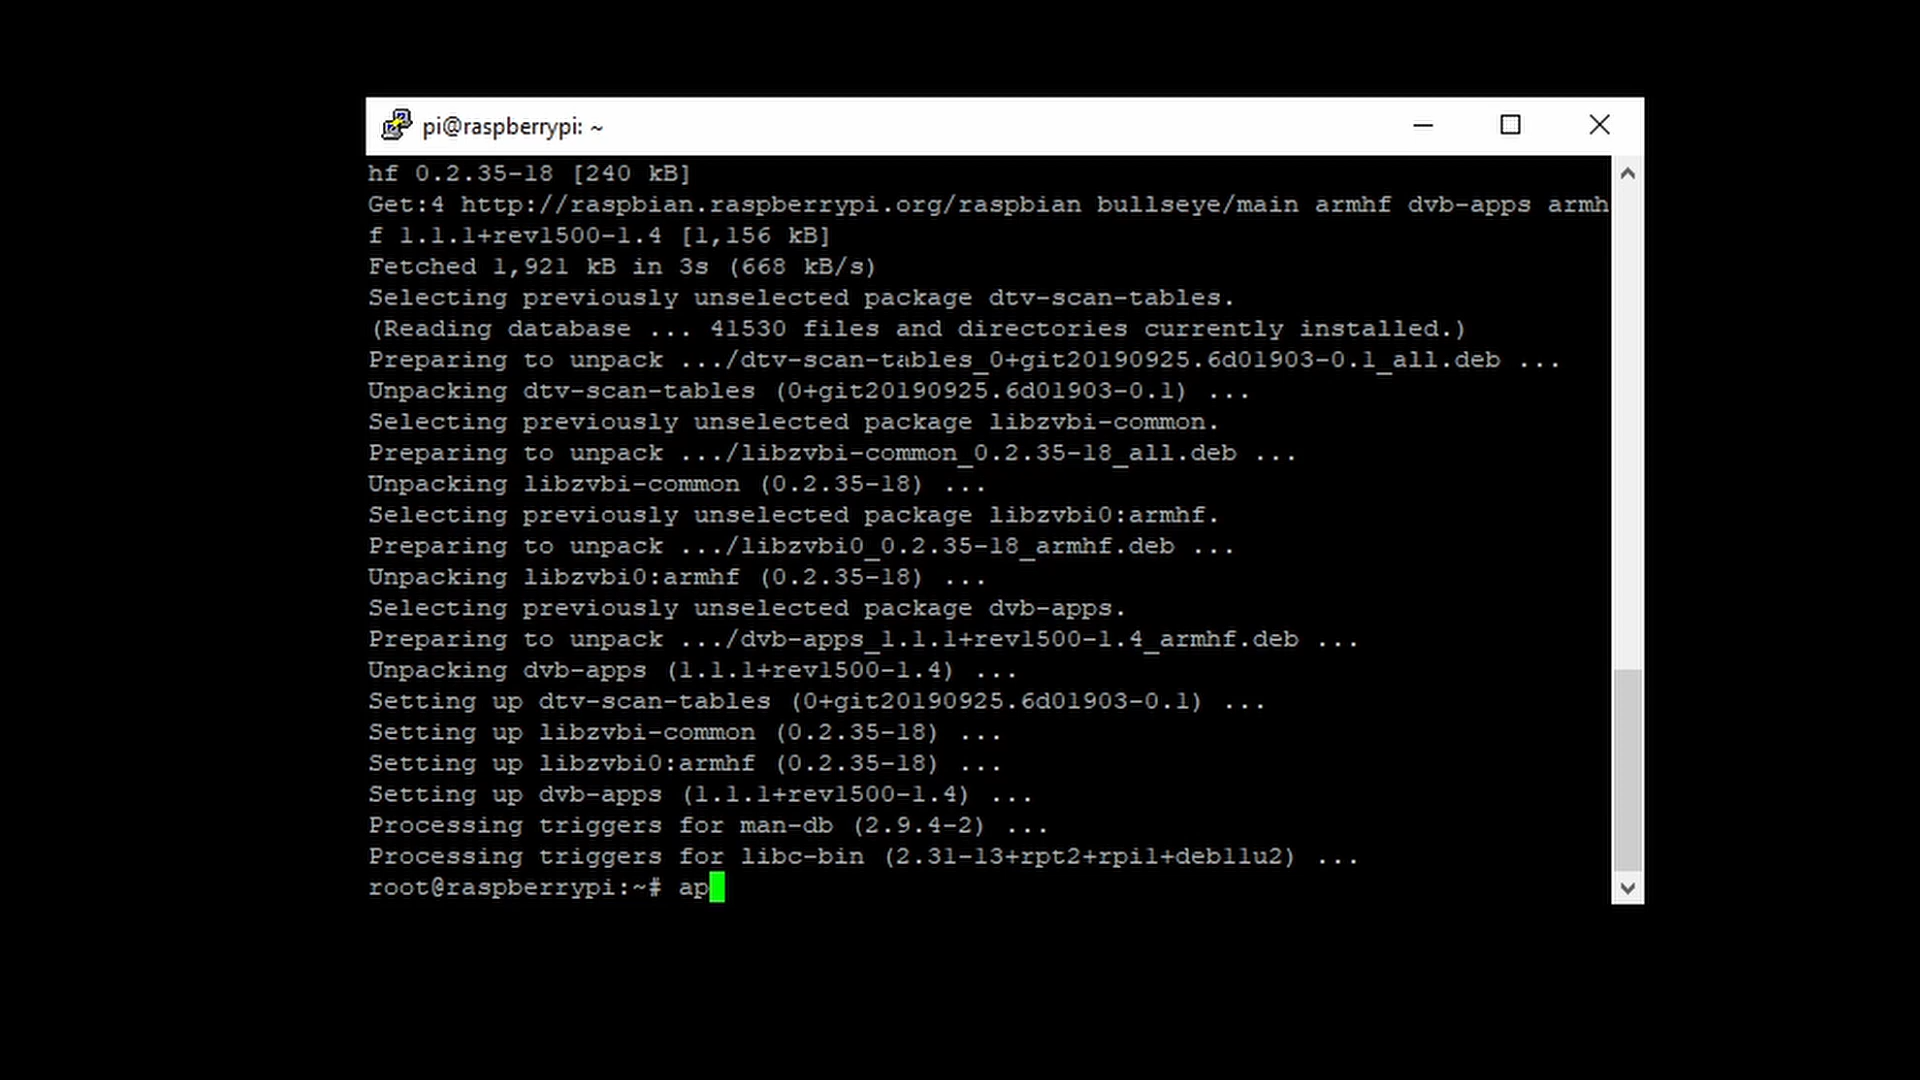 pi@raspberrypi: ~
hf 0.2.35-18 [240 kB]
Get:4 http://raspbian.raspberrypi.org/raspbian bullseye/main armhf dvb-apps armh
f 1.1.1+rev1500-1.4 [1,156 kB]
Fetched 1,921 kB in 3s (668 kB/s)
Selecting previously unselected package dtv-scan-tables.
(Reading database ... 41530 files and directories currently installed.)
Preparing to unpack .../dtv-scan-tables_0+git20190925.6d01903-0.1_all.deb ...
Unpacking dtv-scan-tables (0+git20190925.6d01903-0.1) ...
Selecting previously unselected package libzvbi-common.
Preparing to unpack .../libzvbi-common_0.2.35-18_all.deb ...
Unpacking libzvbi-common (0.2.35-18) ...
Selecting previously unselected package libzvbi0:armhf.
Preparing to unpack .../libzvbi0_0.2.35-18_armhf.deb ...
Unpacking libzvbi0:armhf (0.2.35-18) ...
Selecting previously unselected package dvb-apps.
Preparing to unpack .../dvb-apps_1.1.1+rev1500-1.4_armhf.deb ...
Unpacking dvb-apps (1.1.1+rev1500-1.4) ...
Setting up dtv-scan-tables (0+git20190925.6d01903-0.1) ...
Setting up libzvbi-common (0.2.35-18) ...
Setting up libzvbi0:armhf (0.2.35-18) ...
Setting up dvb-apps (1.1.1+rev1500-1.4) ...
Processing triggers for man-db (2.9.4-2) ...
Processing triggers for libc-bin (2.31-13+rpt2+rpi1+deb11u2) ...
root@raspberrypi:~# ap